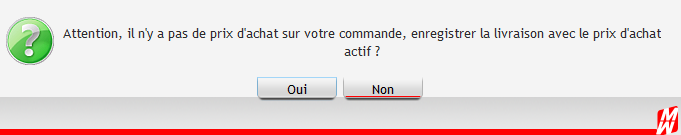 Attention, il n'y a pas de prix d'achat sur votre commande, enregistrer la livraison avec le prix d'achat
actif ?
Oui Non